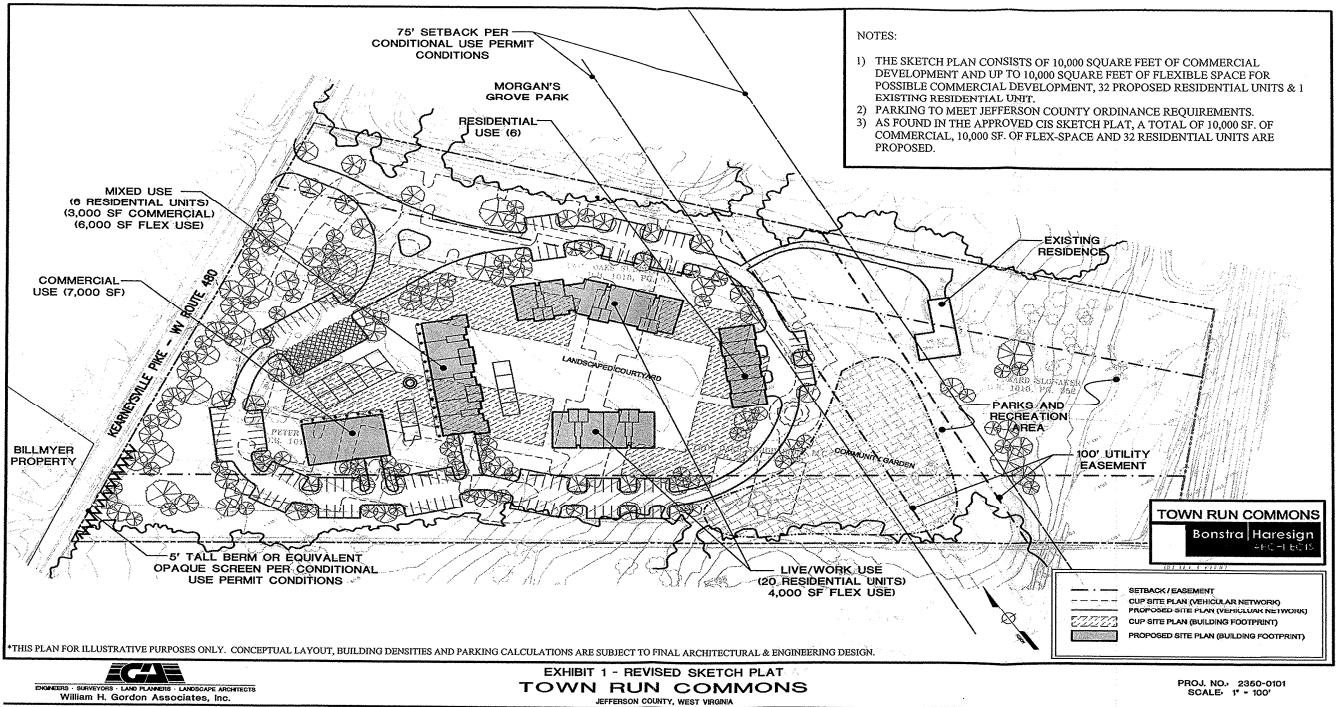 75' SETBACK PER
CONDITIONAL USE PERMIT
CONDITIONS
MORGAN'S
GROVE PARK
RESIDENTIAL
USE (6)
NOTES:
1) THE SKETCH PLAN CONSISTS OF 10,000 SQUARE FEET OF COMMERCIAL
DEVELOPMENT AND UP TO 10,000 SQUARE FEET OF FLEXIBLE SPACE FOR
POSSIBLE COMMERCIAL DEVELOPMENT, 32 PROPOSED RESIDENTIAL UNITS & 1
EXISTING RESIDENTIAL UNIT.
2) PARKING TO MEET JEFFERSON COUNTY ORDINANCE REQUIREMENTS.
3) AS FOUND IN THE APPROVED CIS SKETCH PLAT, A TOTAL OF 10,000 SF. OF
COMMERCIAL, 10,000 SF. OF FLEX-SPACE AND 32 RESIDENTIAL UNITS ARE
PROPOSED.
MIXED USE
(6 RESIDENTIAL UNITS)
(3,000 SF COMMERCIAL)
(6,000 SF FLEX USE)
COMMERCIAL
USE (7,000 SF)
KEARNEYSVILLE PIKE - WV ROUTE 480
BILLMYER
PROPERTY
EXISTING
RESIDENCE
LANDSCAPED COURTYARD
PETER
PARKS AND
RECREATION
AREA
COMMUNITY GARDEN
100' UTILITY
EASEMENT
5' TALL BERM OR EQUIVALENT
OPAQUE SCREEN PER CONDITIONAL
USE PERMIT CONDITIONS
LIVE/WORK USE
(20 RESIDENTIAL UNITS)
4,000 SF FLEX USE)
TOWN RUN COMMONS
Bonstra Haresign
ARCHITECTS
SETBACK / EASEMENT
CUP SITE PLAN (VEHICULAR NETWORK)
PROPOSED SITE PLAN (VEHICLUAR NETWORK)
CUP SITE PLAN (BUILDING FOOTPRINT)
PROPOSED SITE PLAN (BUILDING FOOTPRINT)
*THIS PLAN FOR ILLUSTRATIVE PURPOSES ONLY. CONCEPTUAL LAYOUT, BUILDING DENSITIES AND PARKING CALCULATIONS ARE SUBJECT TO FINAL ARCHITECTURAL & ENGINEERING DESIGN.
GA
ENGINEERS · SURVEYORS · LAND PLANNERS · LANDSCAPE ARCHITECTS
William H. Gordon Associates, Inc.
EXHIBIT 1 - REVISED SKETCH PLAT
TOWN RUN COMMONS
JEFFERSON COUNTY, WEST VIRGINIA
PROJ. NO.: 2350-0101
SCALE: 1" = 100'